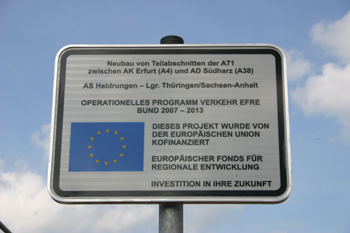 Neubau von Teilabschnitten der A71
zwischen AK Erfurt (A4) und AD Südharz (A38)
AS Heldrungen – Lgr. Thüringen/Sachsen-Anhalt
OPERATIONELLES PROGRAMM VERKEHR EFRE
BUND 2007 – 2013
DIESES PROJEKT WURDE VON
DER EUROPÄISCHEN UNION
KOFINANZIERT
EUROPÄISCHER FONDS FÜR
REGIONALE ENTWICKLUNG
INVESTITION IN IHRE ZUKUNFT